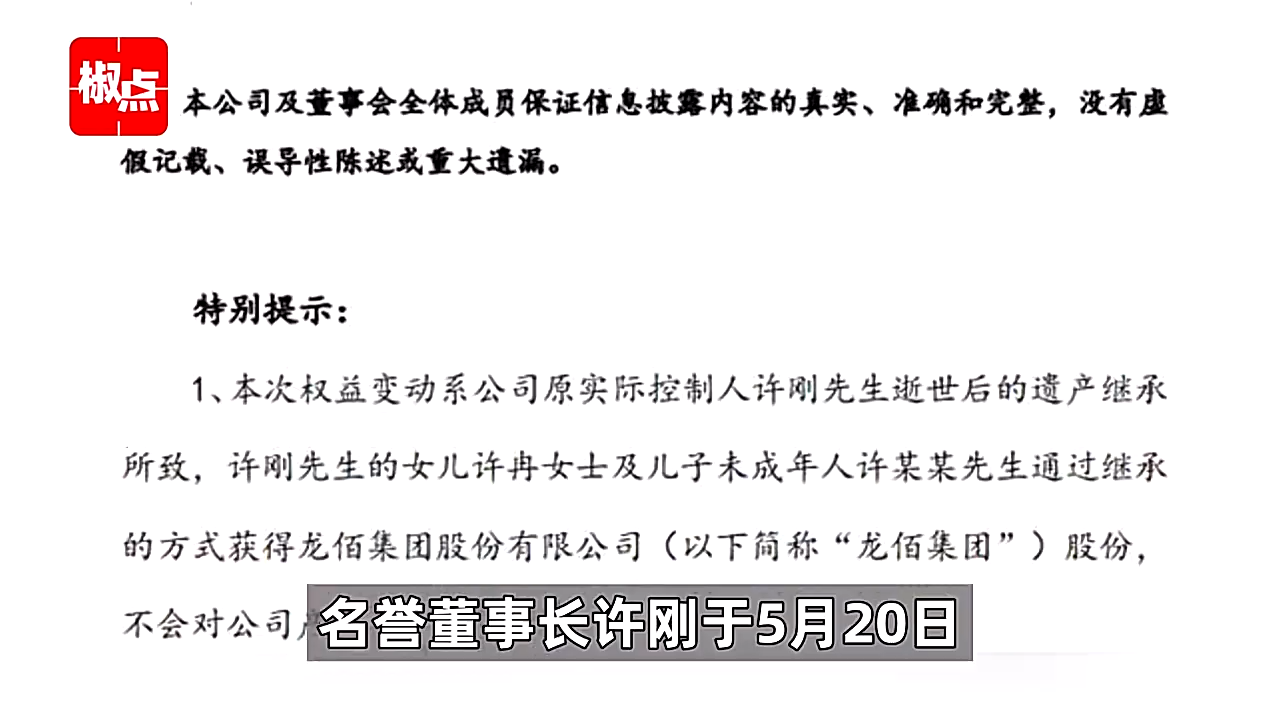 椒点
本公司及董事会全体成员保证信息披露内容的真实、准确和完整，没有虚
假记载、误导性陈述或重大遗漏。
特别提示：
1、本次权益变动系公司原实际控制人许刚先生逝世后的遗产继承
所致，许刚先生的女儿许冉女士及儿子未成年人许某某先生通过继承
的方式获得龙佰集团股份有限公司（以下简称“龙佰集团”）股份，
不会对公司
名誉董事长许刚于5月20日